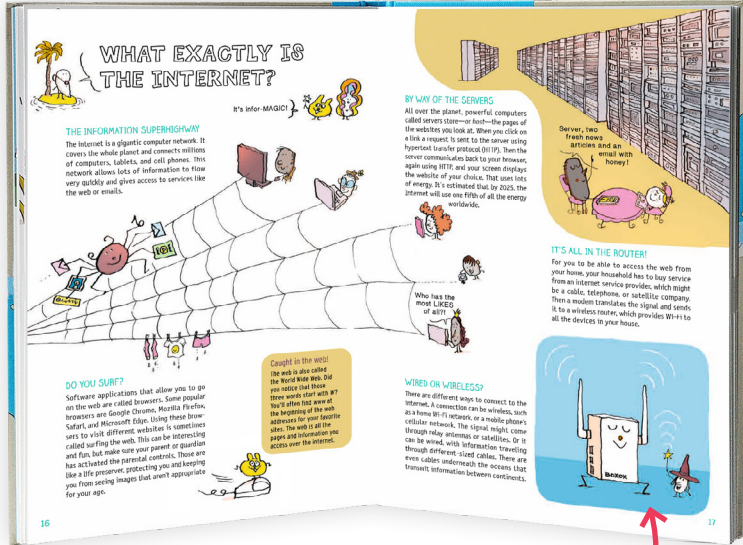 WHAT EXACTLY IS
THE INTERNET?
It's infor-MAGIC!
THE INFORMATION SUPERHIGHWAY
The internet is a gigantic computer network. It
covers the whole planet and connects millions
of computers, tablets, and cell phones. This
network allows lots of information to flow
very quickly and gives access to services like
the web or emails.
Who has the
most LIKES
of all?!
DO YOU SURF?
Software applications that allow you to go
on the web are called browsers. Some popular
browsers are Google Chrome, Mozilla Firefox,
Safari, and Microsoft Edge. Using these brow-
sers to visit different websites is sometimes
called surfing the web. This can be interesting
and fun, but make sure your parent or guardian
has activated the parental controls. Those are
like a life preserver, protecting you and keeping
you from seeing images that aren't appropriate
for your age.
Caught in the web!
The web is also called
the World Wide Web. Did
you notice that those
three words start with W?
You'll often find www at
the beginning of the web
addresses for your favorite
sites. The web is all the
pages and information you
access over the internet.
16
BY WAY OF THE SERVERS
All over the planet, powerful computers
called servers store—or host—the pages of
the websites you look at. When you click on
a link a request is sent to the server using
hypertext transfer protocol (HTTP). Then the
server communicates back to your browser,
again using HTTP, and your screen displays
the website of your choice. That uses lots
of energy. It's estimated that by 2025, the
internet will use one fifth of all the energy
worldwide.
Server, two
fresh news
articles and an
email with
honey!
IT'S ALL IN THE ROUTER!
For you to be able to access the web from
your home, your household has to buy service
from an internet service provider, which might
be a cable, telephone, or satellite company.
Then a modem translates the signal and sends
it to a wireless router, which provides Wi-Fi to
all the devices in your house.
WIRED OR WIRELESS?
There are different ways to connect to the
internet. A connection can be wireless, such
as a home Wi-Fi network, or a mobile phone's
cellular network. The signal might come
through relay antennas or satellites. Or it
can be wired, with information traveling
through different-sized cables. There are
even cables underneath the oceans that
transmit information between continents.
Boxox
17